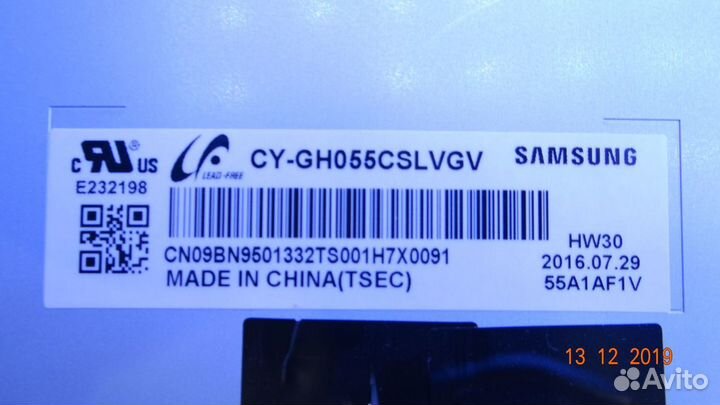 c UL US
E232198
LEAD-FREE
CY-GH055CSLVGV
SAMSUNG
CN09BN9501332TS001H7X0091
MADE IN CHINA(TSEC)
HW30
2016.07.29
55A1AF1V
13 12 2019
Avito